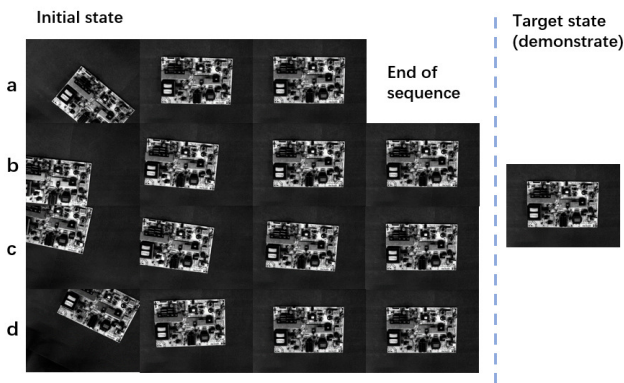 Initial state
Target state
(demonstrate)
a
End of
sequence
b
c
d